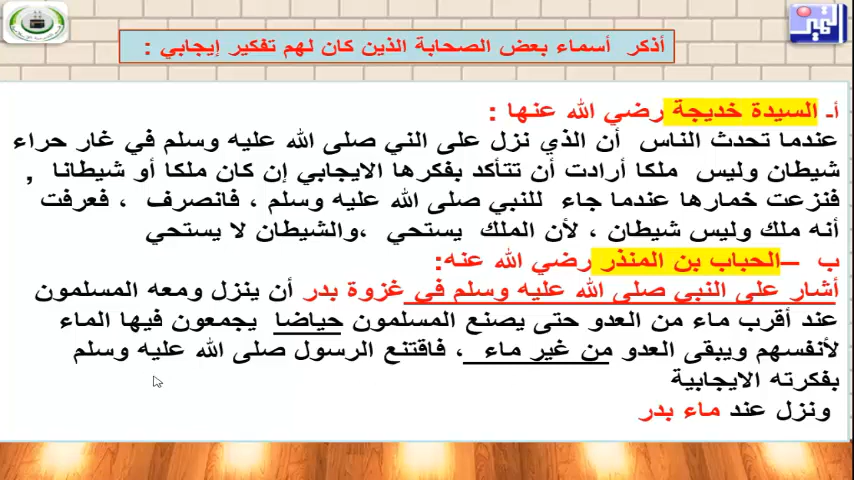 أذكر أسماء بعض الصحابة الذين كان لهم تفكير إيجابي :
التميز
أـ السيدة خديجة رضي الله عنها :
عندما تحدث الناس أن الذي نزل على الني صلى الله عليه وسلم في غار حراء
شيطان وليس ملكا أرادت أن تتأكد بفكرها الايجابي إن كان ملكا أو شيطانا ,
فنزعت خمارها عندما جاء للنبي صلى الله عليه وسلم ، فانصرف ، فعرفت
أنه ملك وليس شيطان ، لأن الملك يستحي ،والشيطان لا يستحي
ب –الحباب بن المنذر رضي الله عنه:
أشار على النبي صلى الله عليه وسلم في غزوة بدر أن ينزل ومعه المسلمون
عند أقرب ماء من العدو حتى يصنع المسلمون حياضا يجمعون فيها الماء
لأنفسهم ويبقى العدو من غير ماء ، فاقتنع الرسول صلى الله عليه وسلم
بفكرته الايجابية
ونزل عند ماء بدر